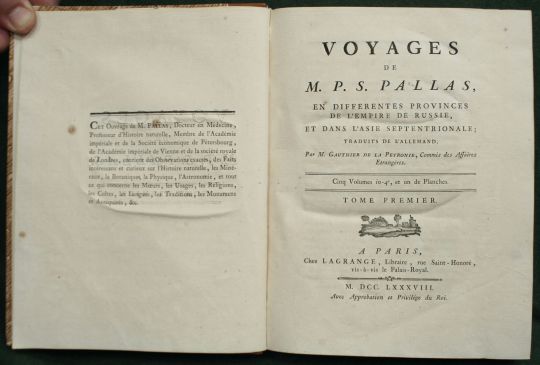 Cet Ouvrage de M. Pallas, Docteur en Médecine,
Professeur d'Histoire naturelle, Membre de l'Académie
impériale et de la Société économique de Pétersbourg,
de l'Académie impériale de Vienne et de la société royale
de Londres, contient des Observations exactes, des Faits
intéressans et curieux sur l'Histoire naturelle, les Miné-
raux, la Botanique, la Physique, l'Astronomie, et tout
ce qui concerne les Mœurs, les Usages, les Religions,
les Cultes, les Langues, les Traditions, les Monumens
et Antiquités, &c.
VOYAGES
DE
M. P. S. PALLAS,
EN DIFFERENTES PROVINCES
DE L'EMPIRE DE RUSSIE,
ET DANS L'ASIE SEPTENTRIONALE;
TRADUITS DE L'ALLEMAND,
Par M. GAUTHIER DE LA PEYRONIE, Commis des Affaires
Etrangères.
Cinq Volumes in-4º, et un de Planches.
TOME PREMIER.
A PARIS,
Chez LAGRANGE, Libraire, rue Saint-Honoré,
vis-à-vis le Palais-Royal.
M. DCC. LXXXVIII.
Avec Approbation et Privilége du Roi.